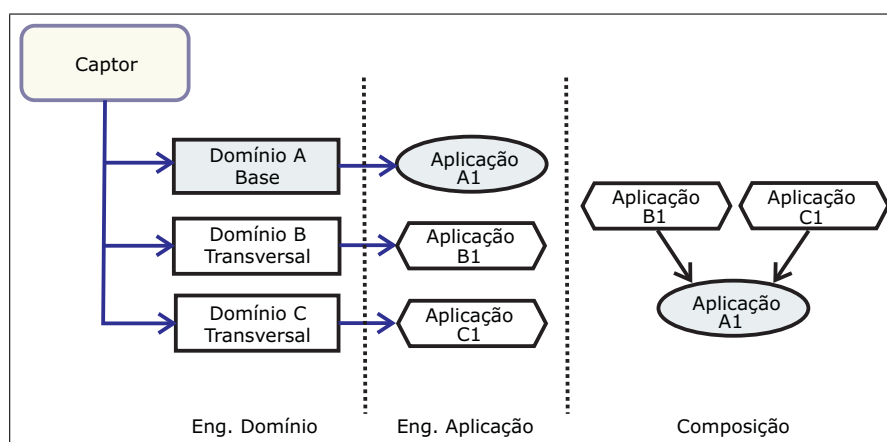 Captor
Domínio A
Base
Aplicação
A1
Domínio B
Transversal
Aplicação
B1
Domínio C
Transversal
Aplicação
C1
Aplicação
B1
Aplicação
C1
Aplicação
A1
Eng. Domínio
Eng. Aplicação
Composição